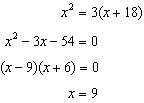 x² = 3(x + 18)
x² − 3x − 54 = 0
(x − 9)(x + 6) = 0
x = 9